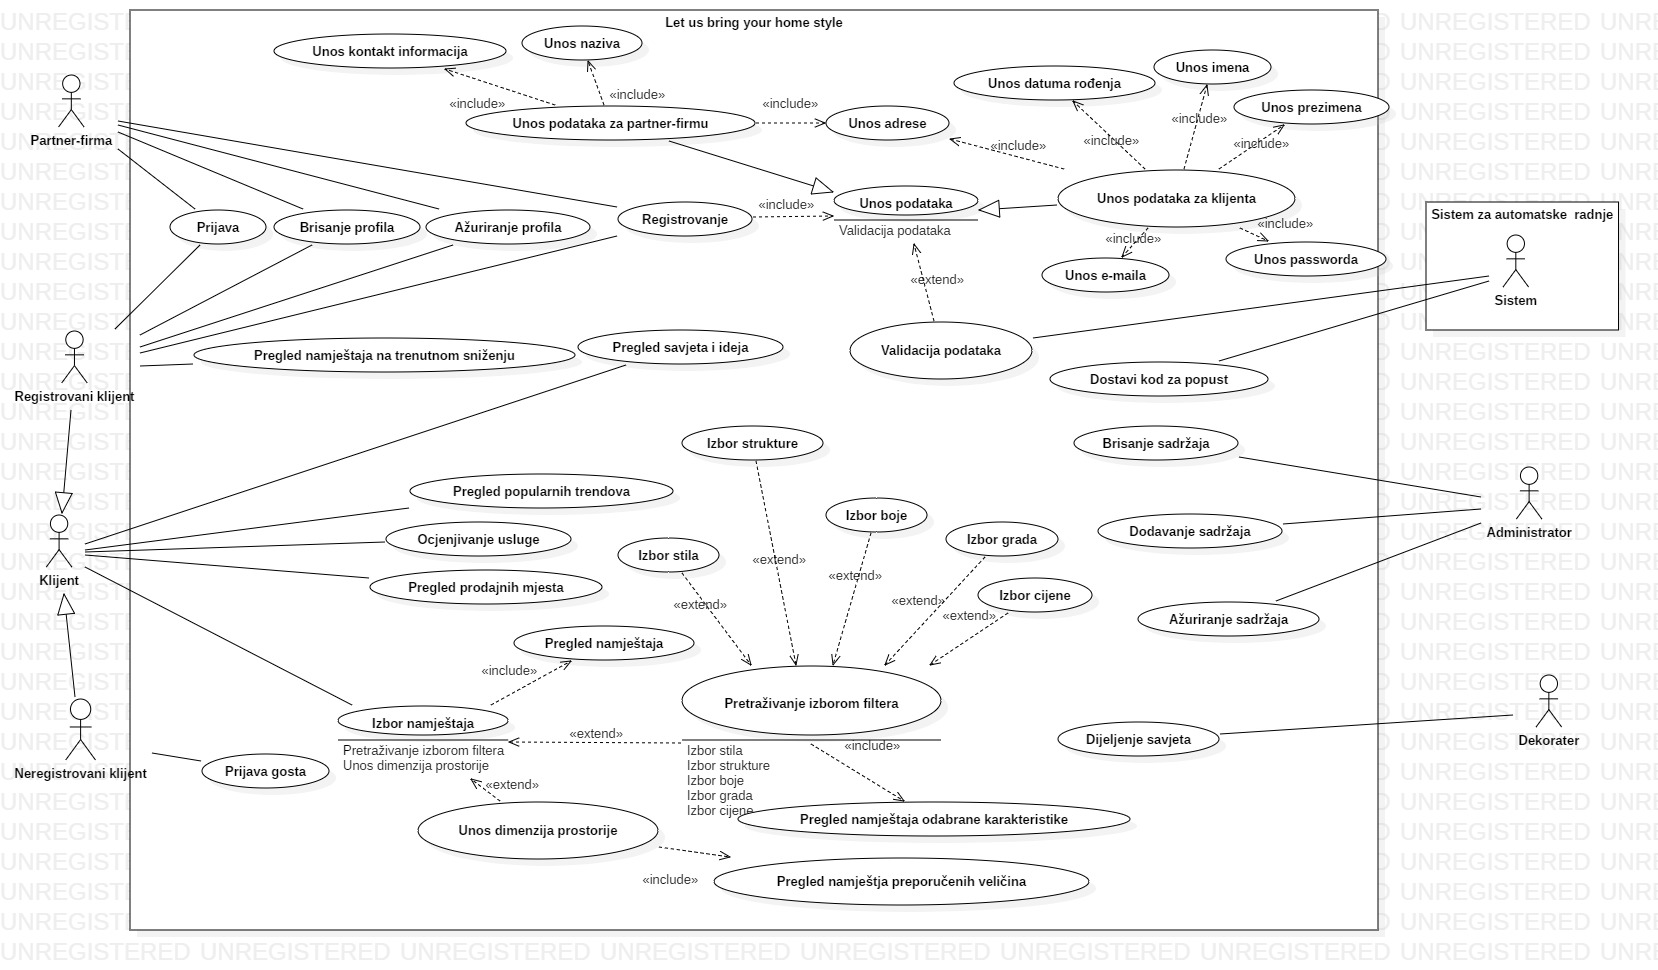 Let us bring your home style
Unos kontakt informacija
Unos naziva
Unos datuma rođenja
Unos imena
Unos prezimena
«include»
«include»
«include»
«include»
«include»
«include»
«include»
Unos podataka za partner-firmu
Unos adrese
Partner-firma
Unos podataka
Validacija podataka
Unos podataka za klijenta
Registrovanje
«include»
Prijava
Brisanje profila
Ažuriranje profila
«include»
«include»
Unos e-maila
Unos passworda
Sistem za automatske  radnje
Sistem
«extend»
Validacija podataka
Dostavi kod za popust
Pregled namještaja na trenutnom sniženju
Pregled savjeta i ideja
Registrovani klijent
Izbor strukture
Brisanje sadržaja
Pregled popularnih trendova
Izbor boje
Dodavanje sadržaja
Administrator
Ocjenjivanje usluge
Izbor stila
Izbor grada
«extend»
«extend»
«extend»
«extend»
«extend»
Klijent
Pregled prodajnih mjesta
Izbor cijene
Ažuriranje sadržaja
Pregled namještaja
«include»
Pretraživanje izborom filtera
Izbor stila
Izbor strukture
Izbor boje
Izbor grada
Izbor cijene
Izbor namještaja
Pretraživanje izborom filtera
Unos dimenzija prostorije
«extend»
«include»
Dijeljenje savjeta
Dekorater
Neregistrovani klijent
Prijava gosta
«extend»
Unos dimenzija prostorije
Pregled namještaja odabrane karakteristike
«include»
Pregled namještja preporučenih veličina
UNREGISTERED UNREGISTERED UNREGISTERED UNREGISTERED UNREGISTERED UNREGISTERED UNREGISTERED UNREGISTERED